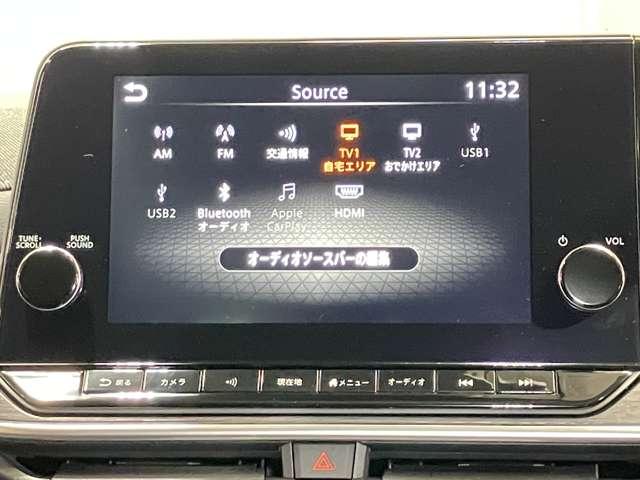 Source 11:32
AM FM 交通情報 TV1 TV2 USB1
自宅エリア おでかけエリア
USB2 Bluetooth Apple HDMI
オーディオ CarPlay
オーディオソースバーの編集
TUNE•
SCROLL
PUSH
SOUND
VOL
戻る カメラ 現在地 メニュー オーディオ